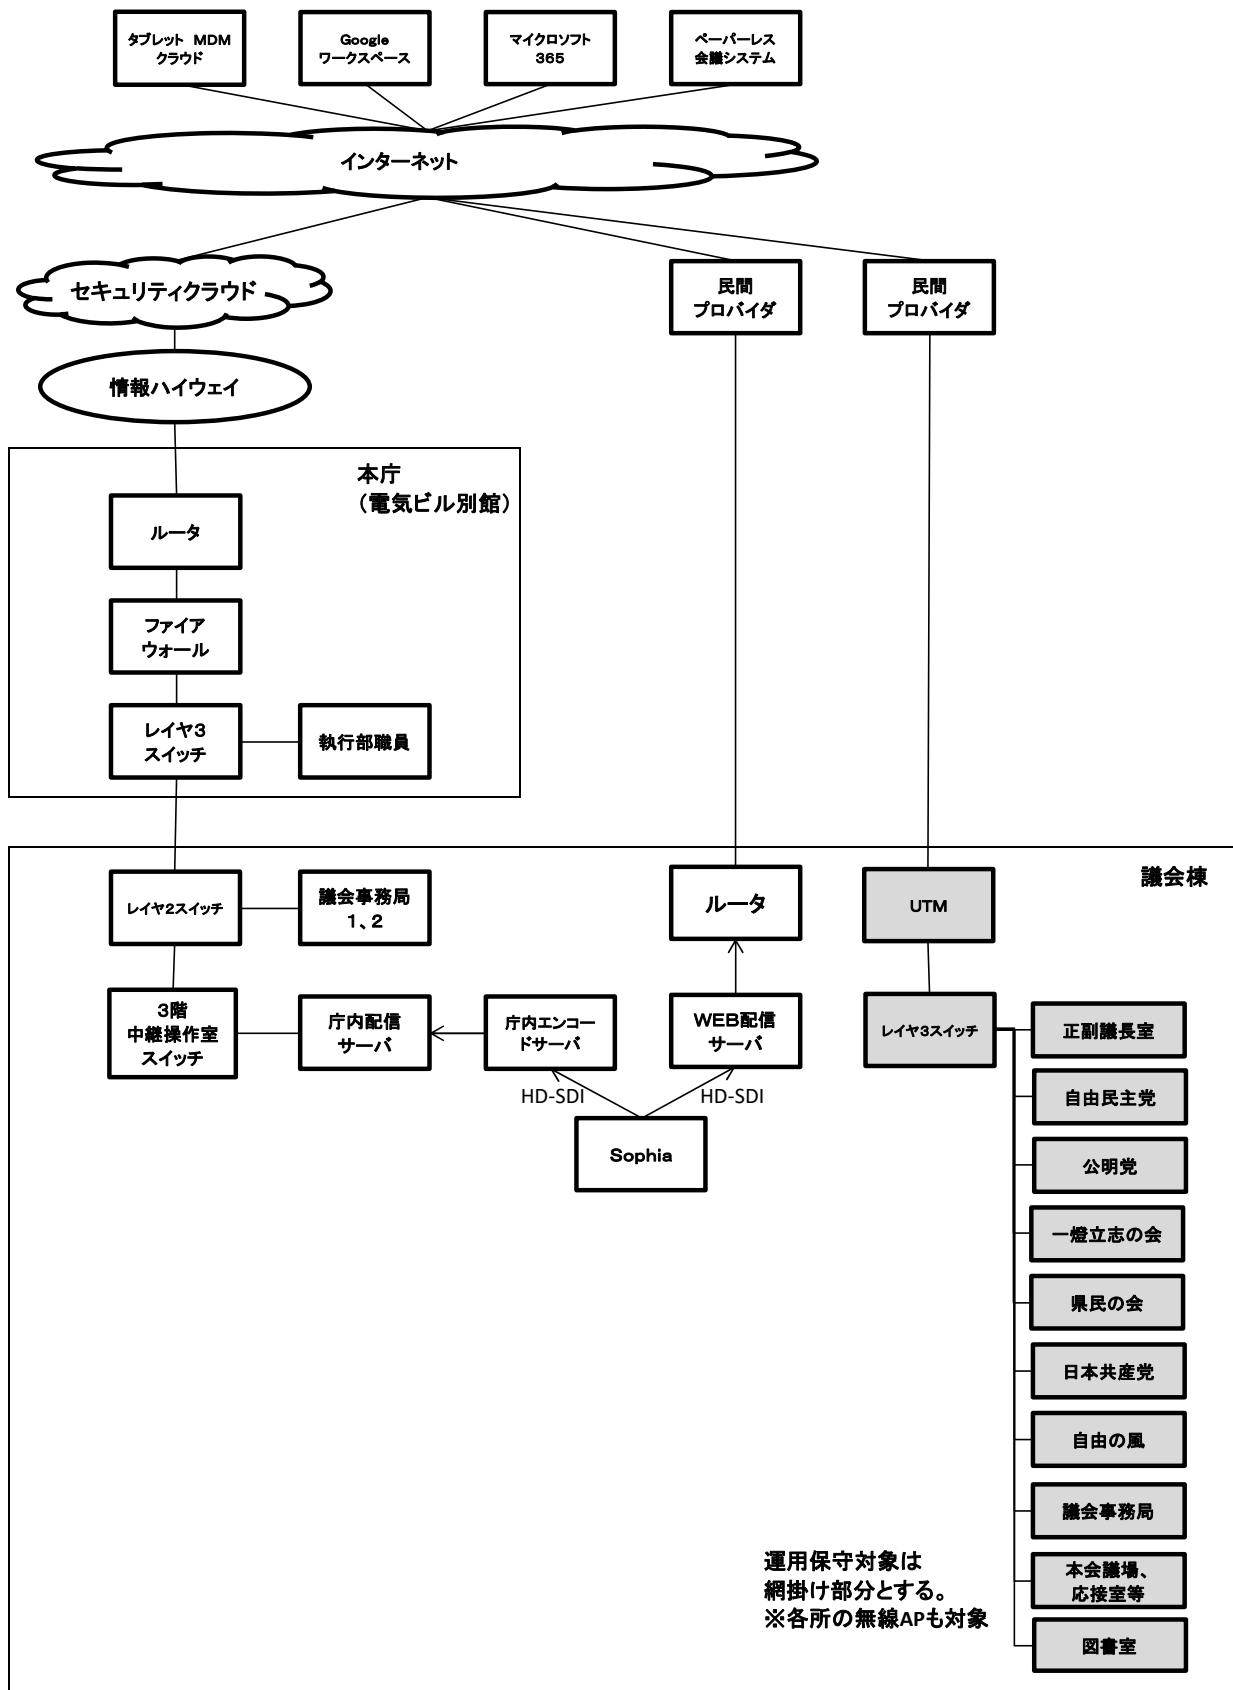 タブレット MDM
クラウド
Google
ワークスペース
マイクロソフト
365
ペーパーレス
会議システム
インターネット
セキュリティクラウド
民間
プロバイダ
民間
プロバイダ
情報ハイウェイ
本庁
（電気ビル別館）
ルータ
ファイア
ウォール
レイヤ3
スイッチ
執行部職員
議会棟
レイヤ2スイッチ
議会事務局
1、2
ルータ
UTM
3階
中継操作室
スイッチ
庁内配信
サーバ
庁内エンコー
ドサーバ
WEB配信
サーバ
レイヤ3スイッチ
HD-SDI
HD-SDI
Sophia
正副議長室
自由民主党
公明党
一燈立志の会
県民の会
日本共産党
自由の風
議会事務局
本会議場、
応接室等
図書室
運用保守対象は
網掛け部分とする。
※各所の無線APも対象